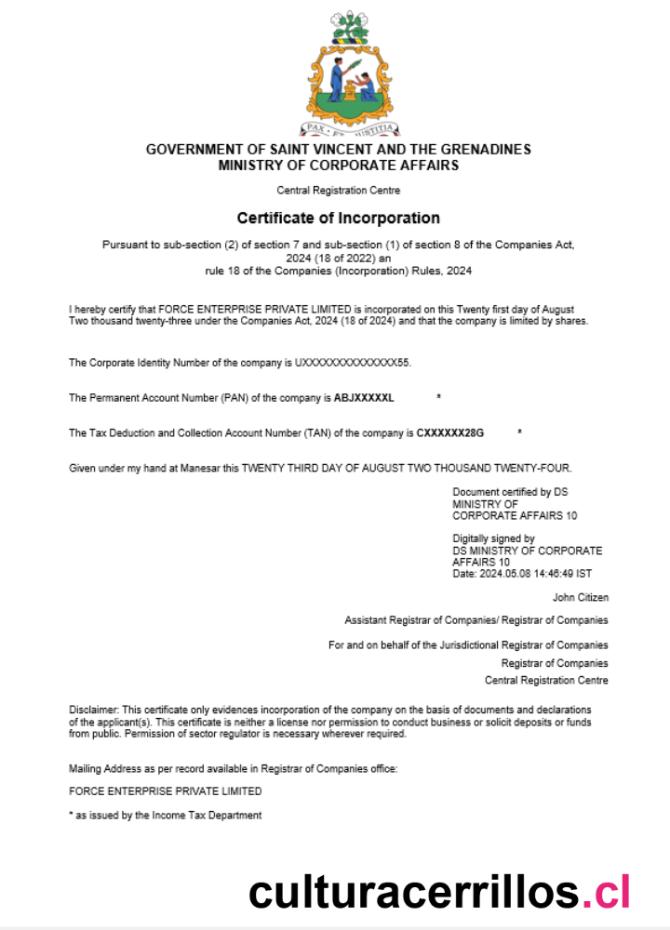 PAX ET JUSTITIA
GOVERNMENT OF SAINT VINCENT AND THE GRENADINES
MINISTRY OF CORPORATE AFFAIRS
Central Registration Centre
Certificate of Incorporation
Pursuant to sub-section (2) of section 7 and sub-section (1) of section 8 of the Companies Act,
2024 (18 of 2022) an
rule 18 of the Companies (Incorporation) Rules, 2024
I hereby certify that FORCE ENTERPRISE PRIVATE LIMITED is incorporated on this Twenty first day of August
Two thousand twenty-three under the Companies Act, 2024 (18 of 2024) and that the company is limited by shares.
The Corporate Identity Number of the company is UXXXXXXXXXXXXXX55.
The Permanent Account Number (PAN) of the company is ABJXXXXXL *
The Tax Deduction and Collection Account Number (TAN) of the company is CXXXXXX28G *
Given under my hand at Manesar this TWENTY THIRD DAY OF AUGUST TWO THOUSAND TWENTY-FOUR.
Document certified by DS
MINISTRY OF
CORPORATE AFFAIRS 10
Digitally signed by
DS MINISTRY OF CORPORATE
AFFAIRS 10
Date: 2024.05.08 14:46:49 IST
John Citizen
Assistant Registrar of Companies/ Registrar of Companies
For and on behalf of the Jurisdictional Registrar of Companies
Registrar of Companies
Central Registration Centre
Disclaimer: This certificate only evidences incorporation of the company on the basis of documents and declarations
of the applicant(s). This certificate is neither a license nor permission to conduct business or solicit deposits or funds
from public. Permission of sector regulator is necessary wherever required.
Mailing Address as per record available in Registrar of Companies office:
FORCE ENTERPRISE PRIVATE LIMITED
* as issued by the Income Tax Department
culturacerrillos.cl